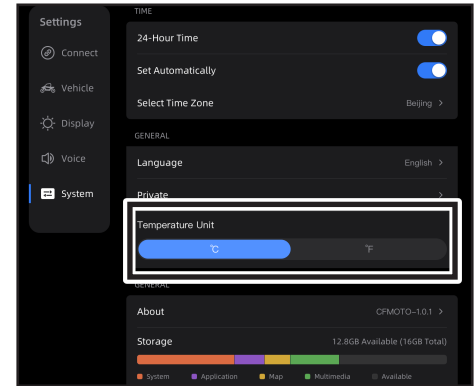 Settings
Connect
Vehicle
Display
Voice
System
TIME
24-Hour Time
Set Automatically
Select Time Zone Beijing >
GENERAL
Language English >
Private >
Temperature Unit
°C °F
GENERAL
About CFMOTO-1.0.1 >
Storage 12.8GB Available (16GB Total)
System Application Map Multimedia Available